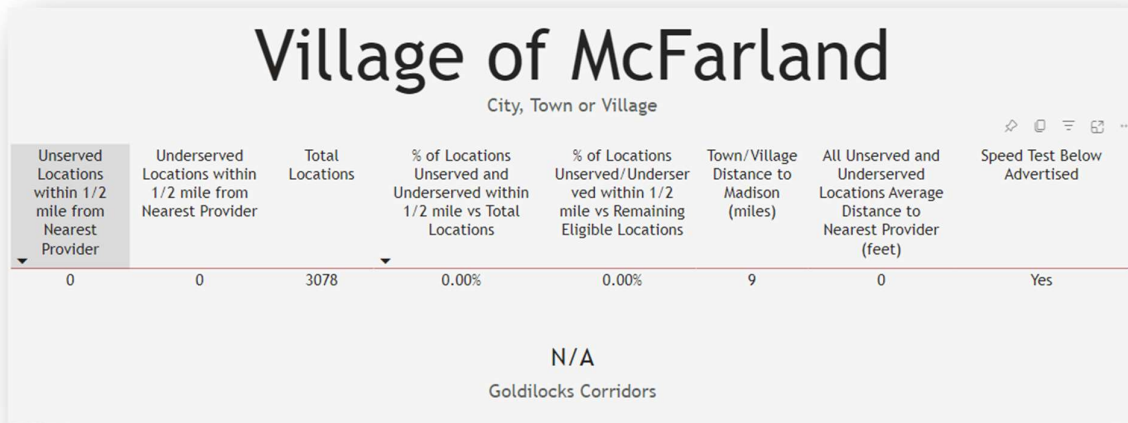 Village of McFarland
City, Town or Village
Unserved
Locations
within 1/2
mile from
Nearest
Provider
Underserved
Locations within
1/2 mile from
Nearest Provider
Total
Locations
% of Locations
Unserved and
Underserved within
1/2 mile vs Total
Locations
% of Locations
Unserved/Underser
ved within 1/2
mile vs Remaining
Eligible Locations
Town/Village
Distance to
Madison
(miles)
All Unserved and
Underserved
Locations Average
Distance to
Nearest Provider
(feet)
Speed Test Below
Advertised
0 0 3078 0.00% 0.00% 9 0 Yes
N/A
Goldilocks Corridors